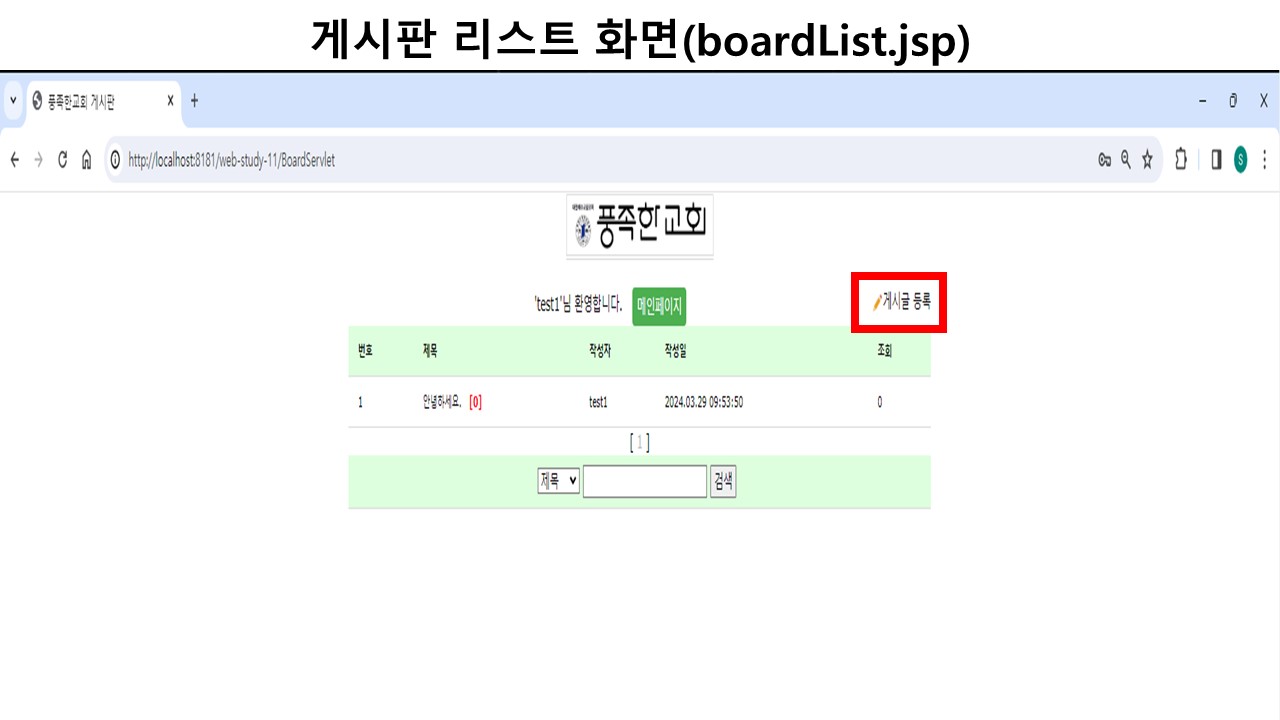 게시판 리스트 화면(boardList.jsp)
풍족한교회 게시판
http://localhost:8181/web-study-11/BoardServlet
S
풍족한교회
'test1'님 환영합니다. 메인페이지 게시글 등록
번호 제목 작성자 작성일 조회
1 안녕하세요. [0] test1 2024.03.29 09:53:50 0
[ 1 ]
제목 검색